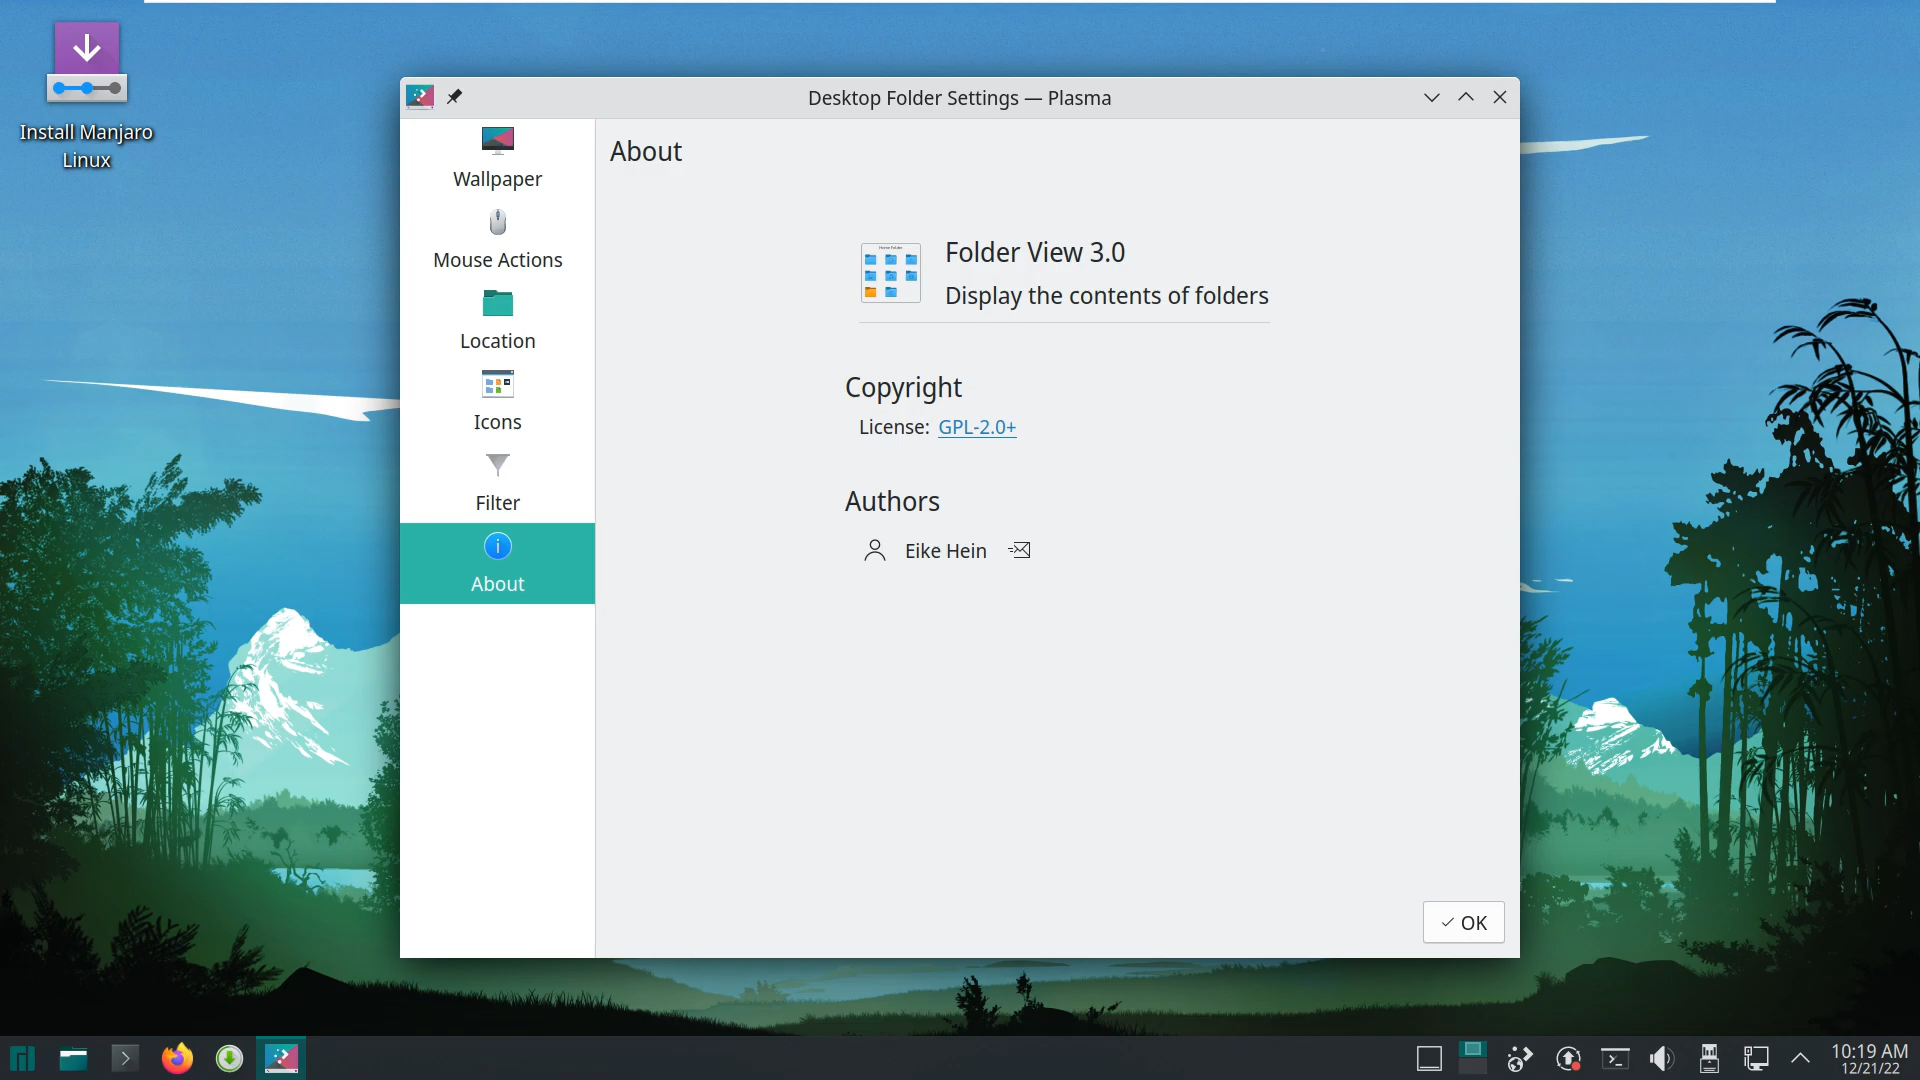 Install Manjaro
Linux
Desktop Folder Settings — Plasma
Wallpaper
Mouse Actions
Location
Icons
Filter
About
About
Home Folder
Folder View 3.0
Display the contents of folders
Copyright
License: GPL-2.0+
Authors
Eike Hein
OK
10:19 AM
12/21/22